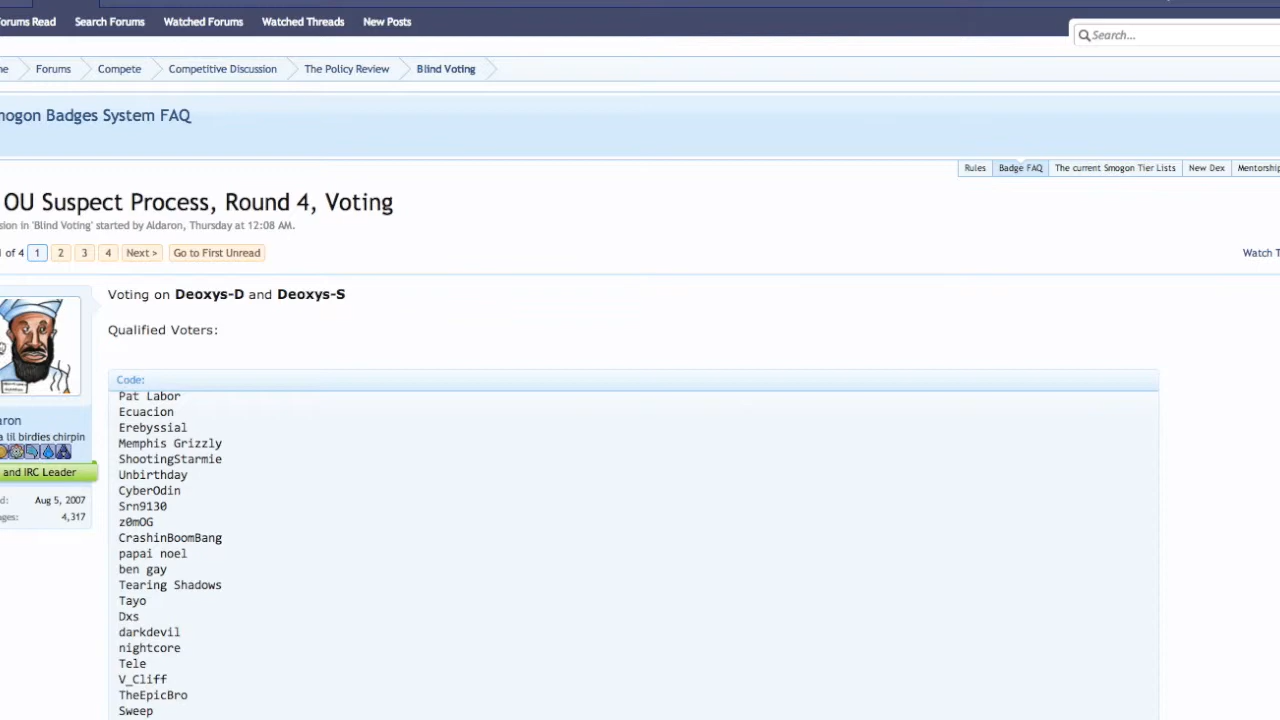 orums Read Search Forums Watched Forums Watched Threads New Posts
Search...
ne Forums Compete Competitive Discussion The Policy Review Blind Voting
mogon Badges System FAQ
Rules Badge FAQ The current Smogon Tier Lists New Dex Mentorship
OU Suspect Process, Round 4, Voting
sion in 'Blind Voting' started by Aldaron, Thursday at 12:08 AM.
of 4 1 2 3 4 Next > Go to First Unread
Watch T
Voting on Deoxys-D and Deoxys-S
Qualified Voters:
Code:
Pat Labor
Ecuacion
Erebyssial
Memphis Grizzly
ShootingStarmie
Unbirthday
CyberOdin
Srn9130
z0mOG
CrashinBoomBang
papai noel
ben gay
Tearing Shadows
Tayo
Dxs
darkdevil
nightcore
Tele
V_Cliff
TheEpicBro
Sweep
aron
a lil birdies chirpin
and IRC Leader
d: Aug 5, 2007
ages: 4,317